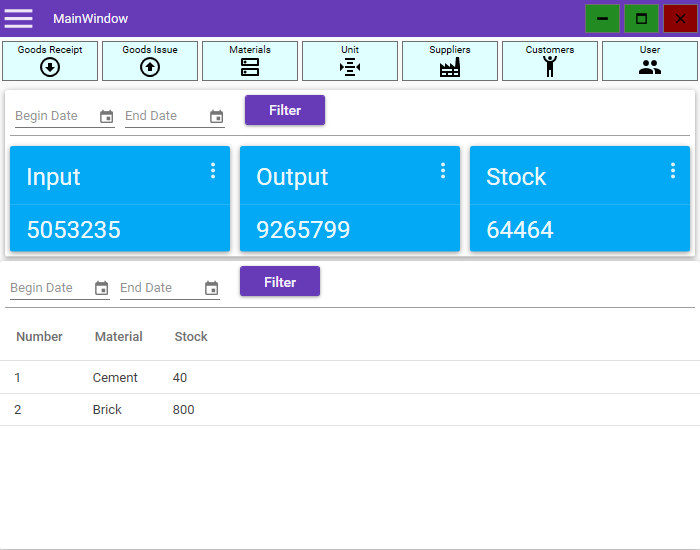 MainWindow
Goods Receipt Goods Issue Materials Unit Suppliers Customers User
Begin Date End Date Filter
Input Output Stock
5053235 9265799 64464
Begin Date End Date Filter
Number Material Stock
1 Cement 40
2 Brick 800